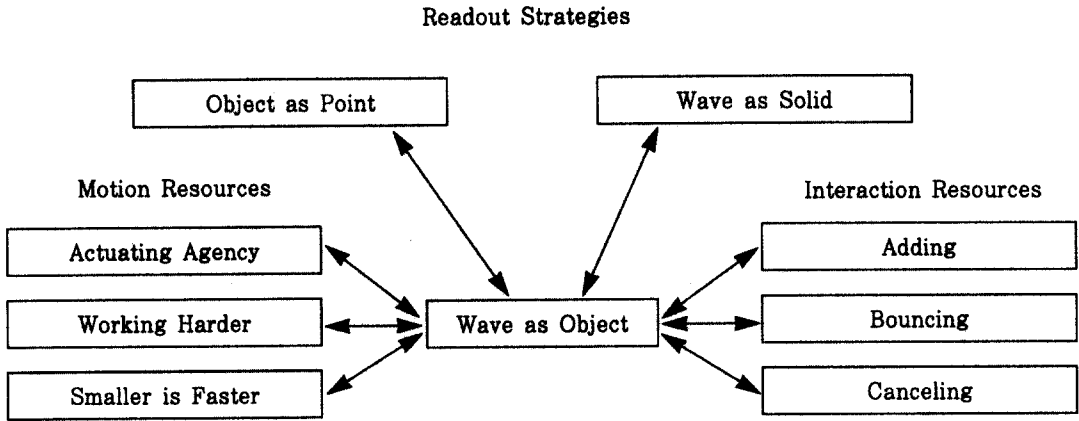 Readout Strategies
Object as Point
Wave as Solid
Motion Resources
Interaction Resources
Actuating Agency
Adding
Working Harder
Wave as Object
Bouncing
Smaller is Faster
Canceling